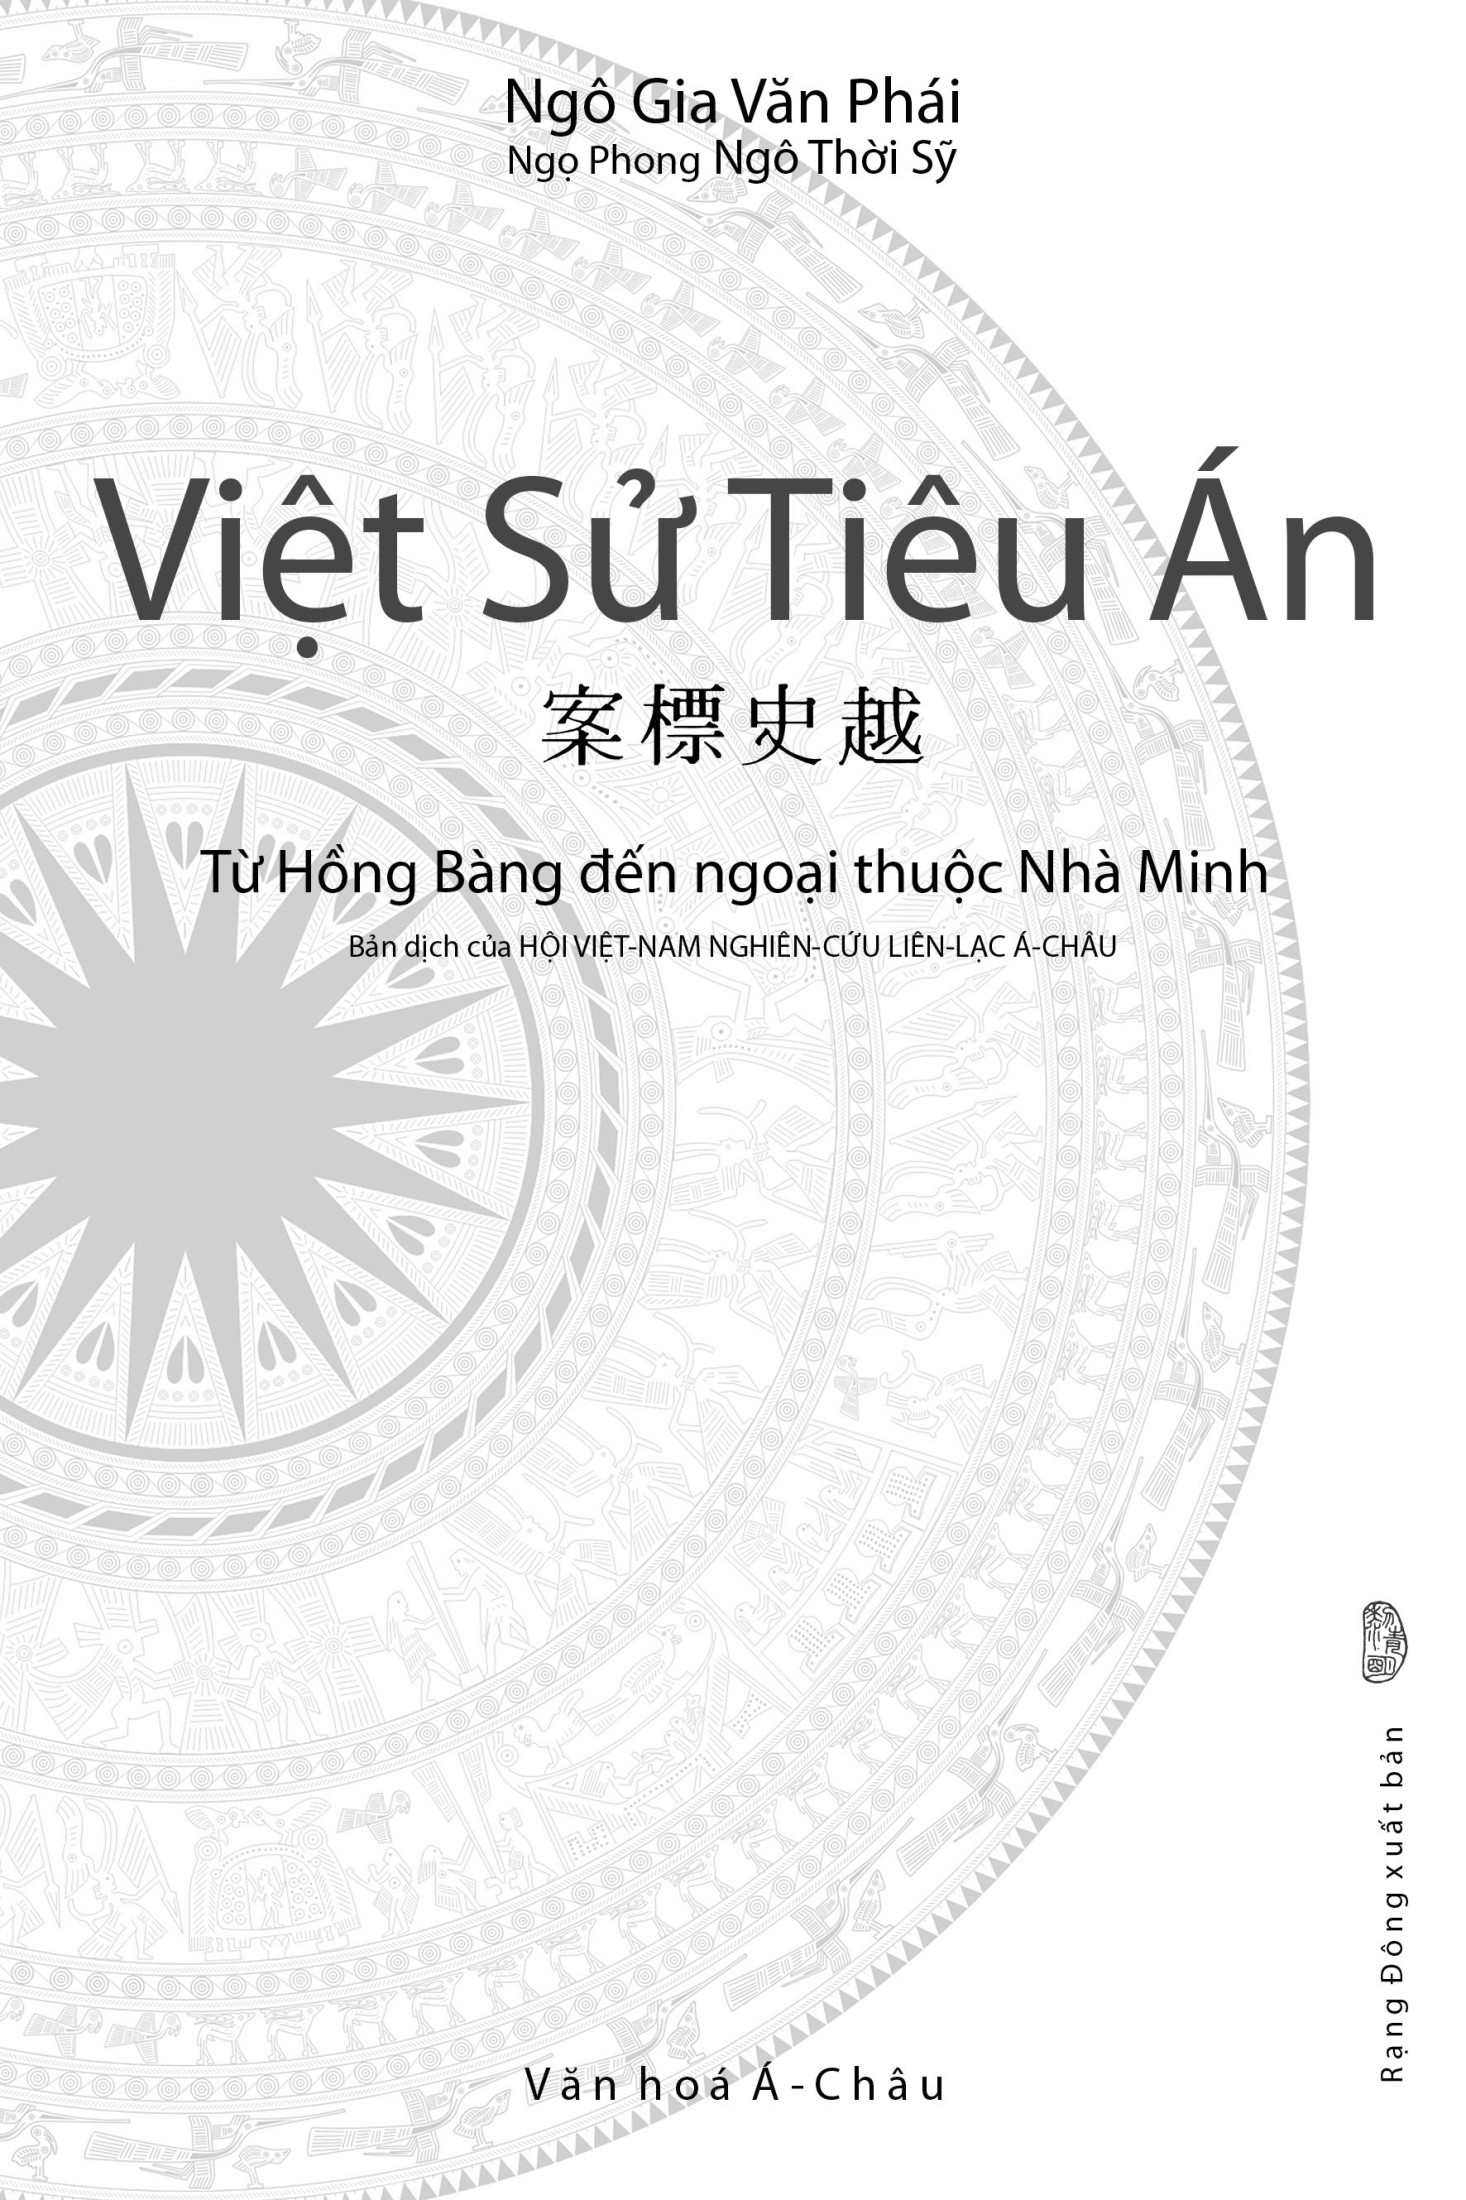 Ngô Gia Văn Phái
Ngọ Phong Ngô Thời Sỹ
Việt Sử Tiêu Án
案標史越
Từ Hồng Bàng đến ngoại thuộc Nhà Minh
Bản dịch của HỘI VIỆT-NAM NGHIÊN-CỨU LIÊN-LẠC Á-CHÂU
Rạng Đông xuất bản
Văn hoá Á-Châu